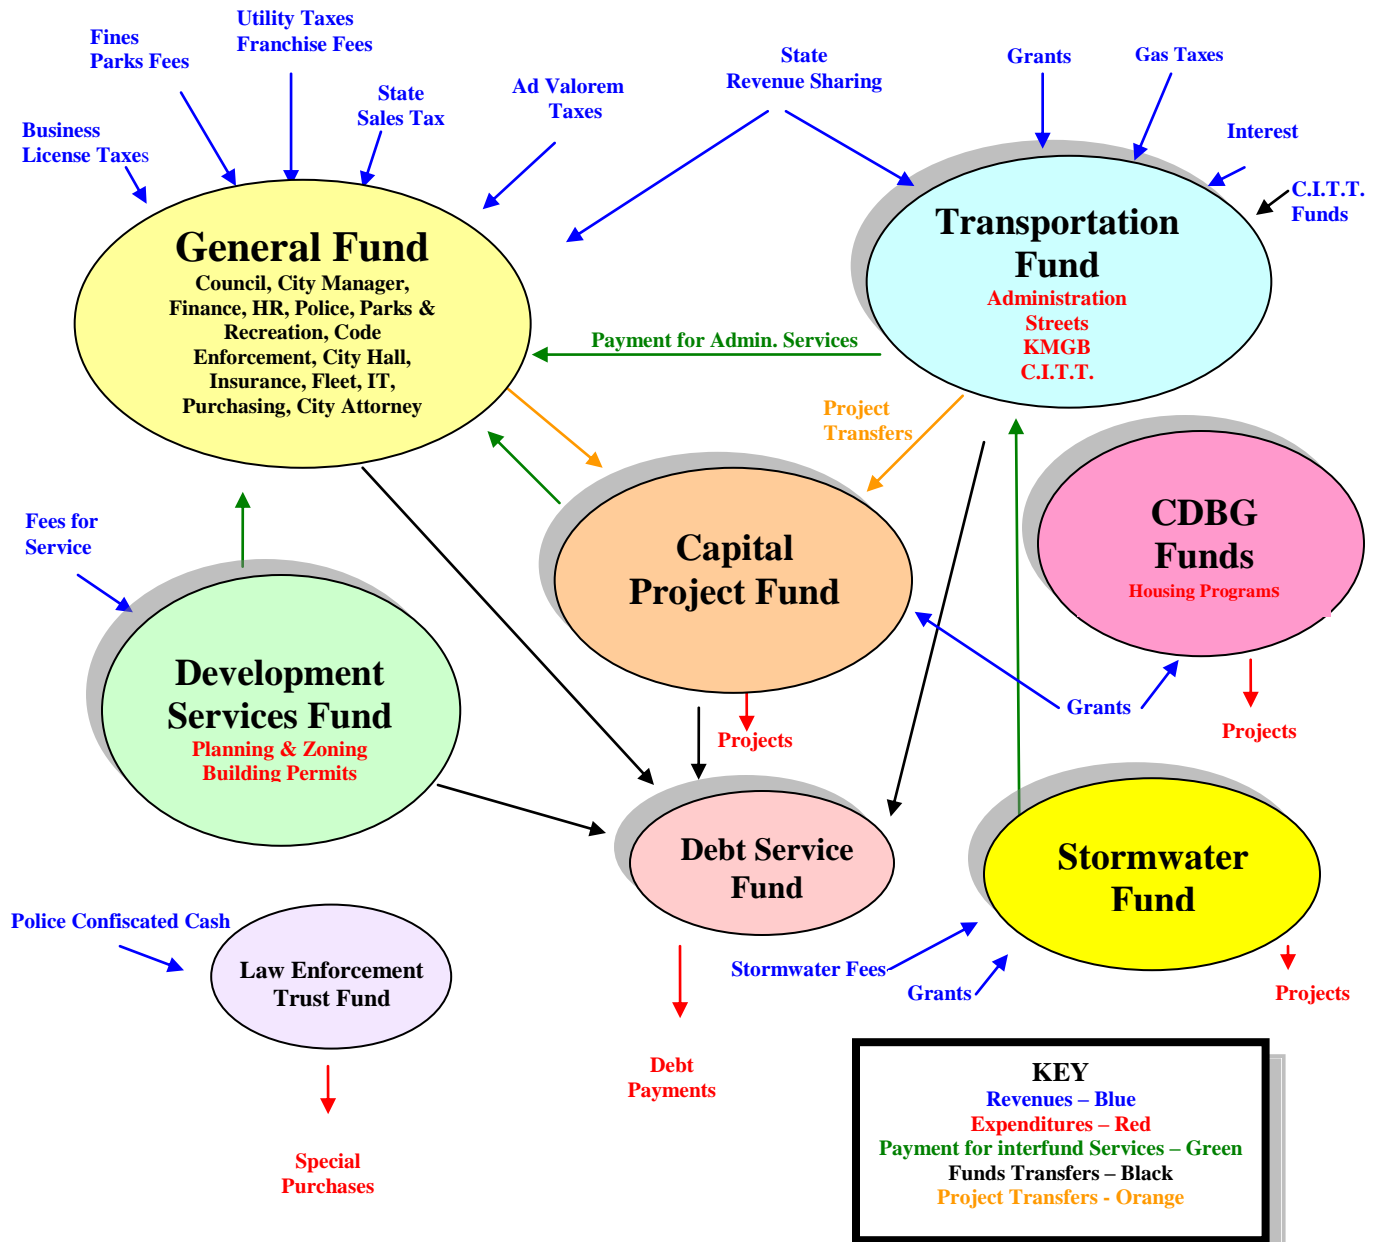 Utility Taxes
Franchise Fees
Fines
Parks Fees
State
Sales Tax
Business
License Taxes
Ad Valorem
Taxes
State
Revenue Sharing
Grants
Gas Taxes
Interest
C.I.T.T.
Funds
General Fund
Council, City Manager,
Finance, HR, Police, Parks &
Recreation, Code
Enforcement, City Hall,
Insurance, Fleet, IT,
Purchasing, City Attorney
Transportation
Fund
Administration
Streets
KMGB
C.I.T.T.
Payment for Admin. Services
Project
Transfers
Capital
Project Fund
CDBG
Funds
Housing Programs
Fees for
Service
Development
Services Fund
Planning & Zoning
Building Permits
Grants
Projects
Projects
Debt Service
Fund
Stormwater
Fund
Police Confiscated Cash
Law Enforcement
Trust Fund
Stormwater Fees
Grants
Projects
Debt
Payments
Special
Purchases
KEY
Revenues – Blue
Expenditures – Red
Payment for interfund Services – Green
Funds Transfers – Black
Project Transfers - Orange